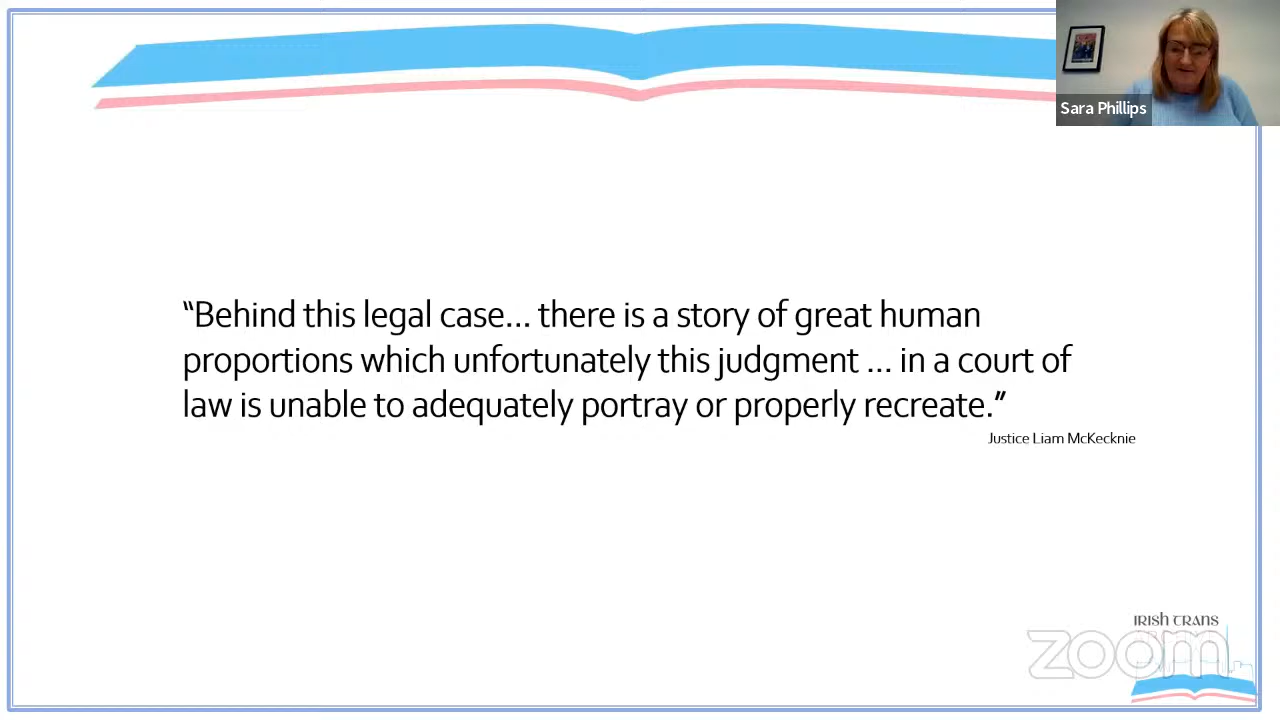 Sara Phillips
“Behind this legal case... there is a story of great human
proportions which unfortunately this judgment ... in a court of
law is unable to adequately portray or properly recreate.”
Justice Liam McKecknie
IRISH TRANS
zoom